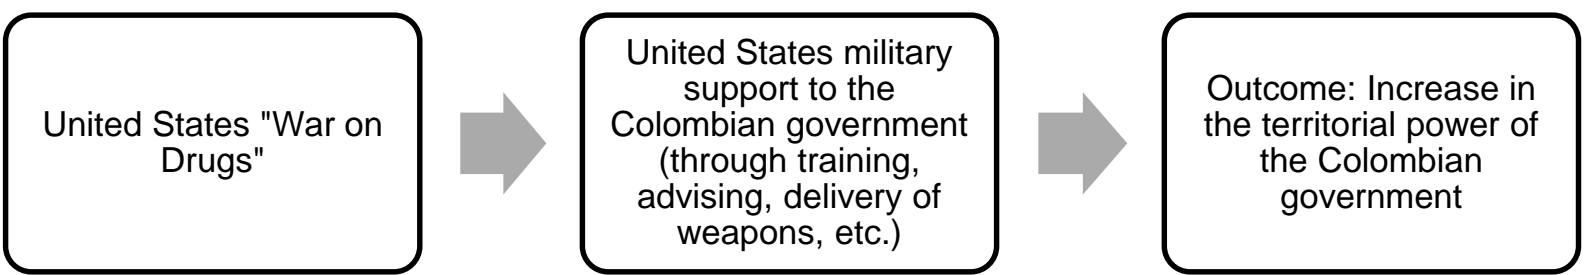 United States "War on
Drugs"
United States military
support to the
Colombian government
(through training,
advising, delivery of
weapons, etc.)
Outcome: Increase in
the territorial power of
the Colombian
government